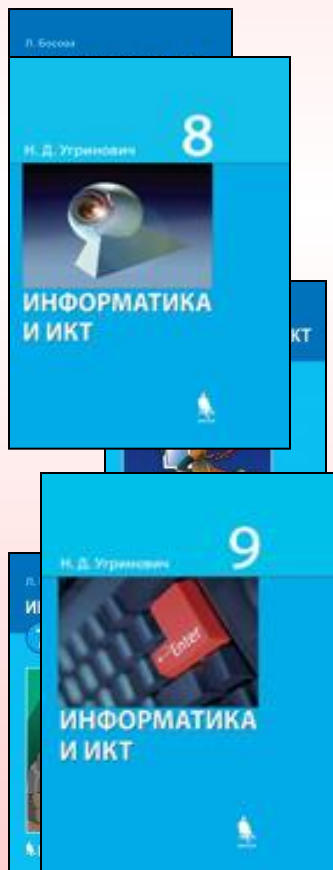 Л. Босова
Н. Д. Угринович
8
ИНФОРМАТИКА
И ИКТ
КТ
Н. Д. Угринович
9
Enter
Л.
И
ИНФОРМАТИКА
И ИКТ